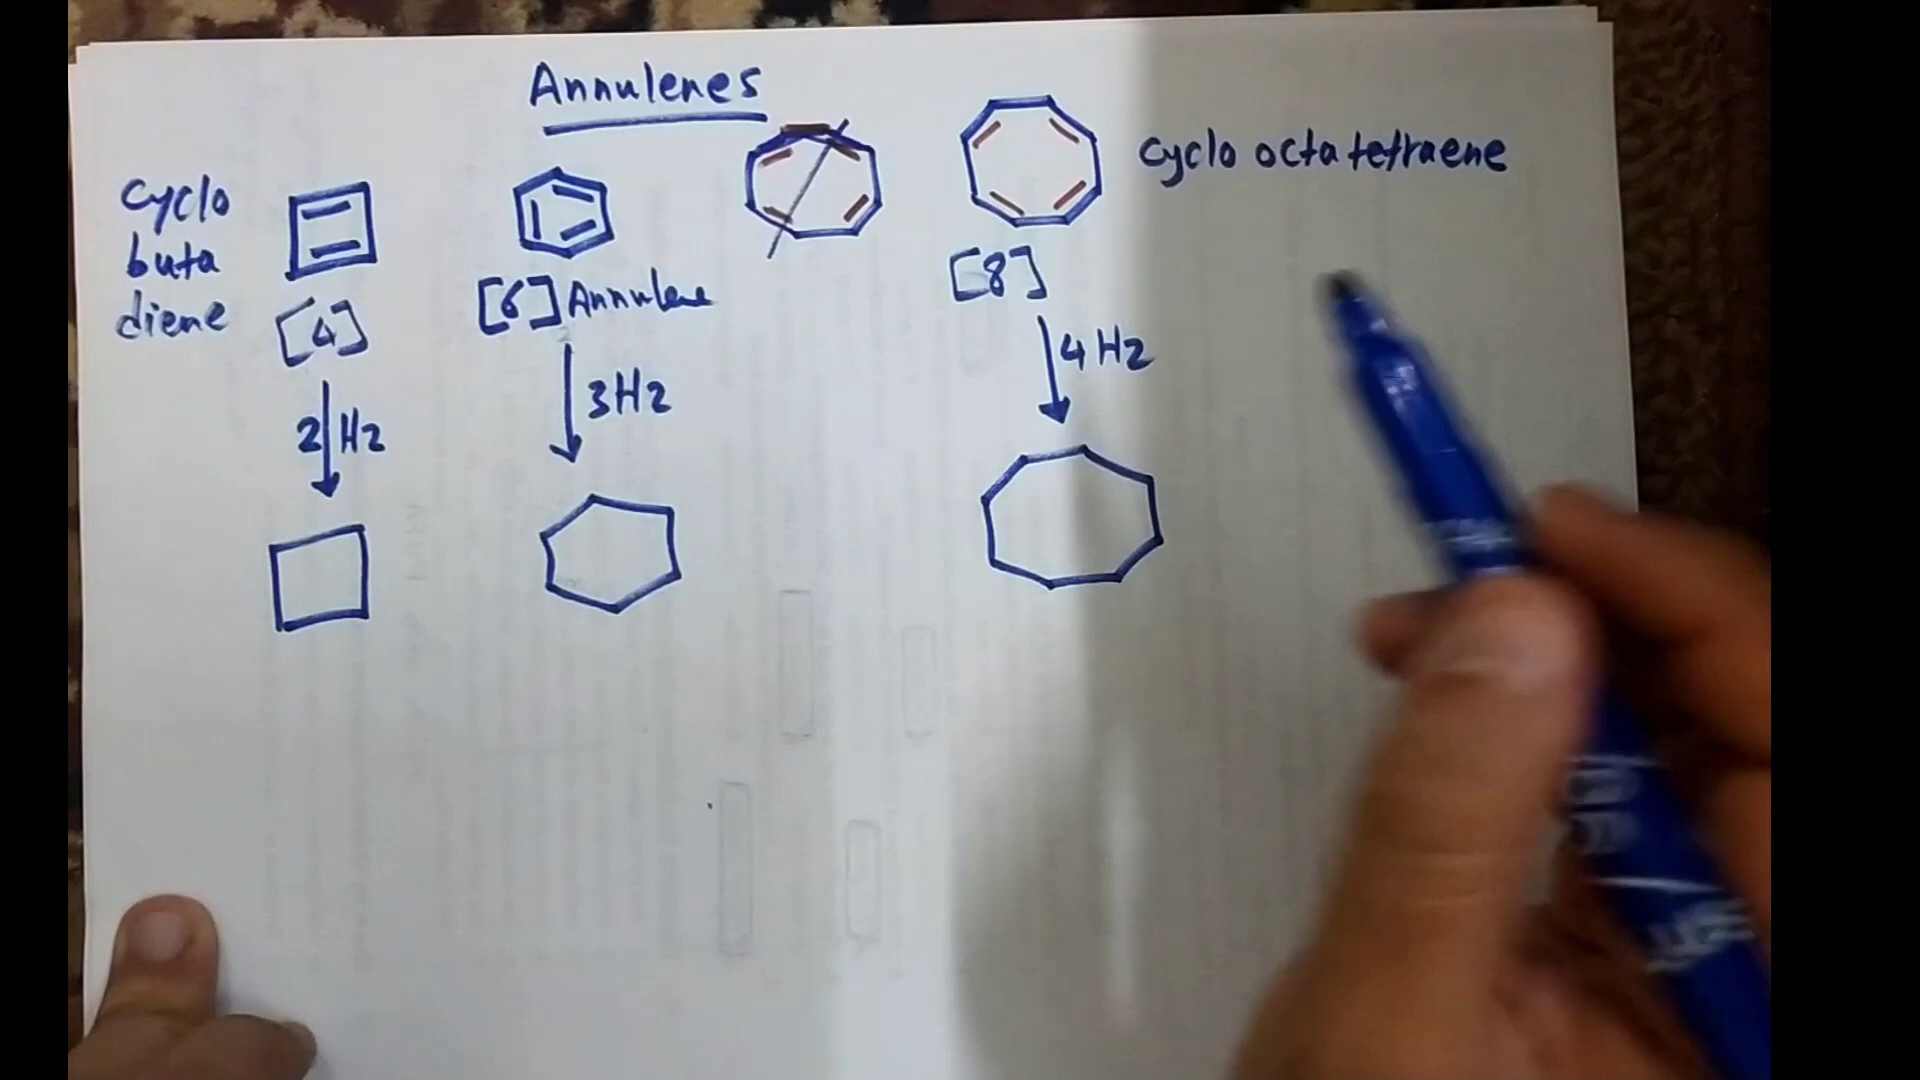 Annulenes
cyclo octatetraene
cyclo
buta
diene
[4]
[6] Annulene
[8]
2 H2
3H2
4 H2